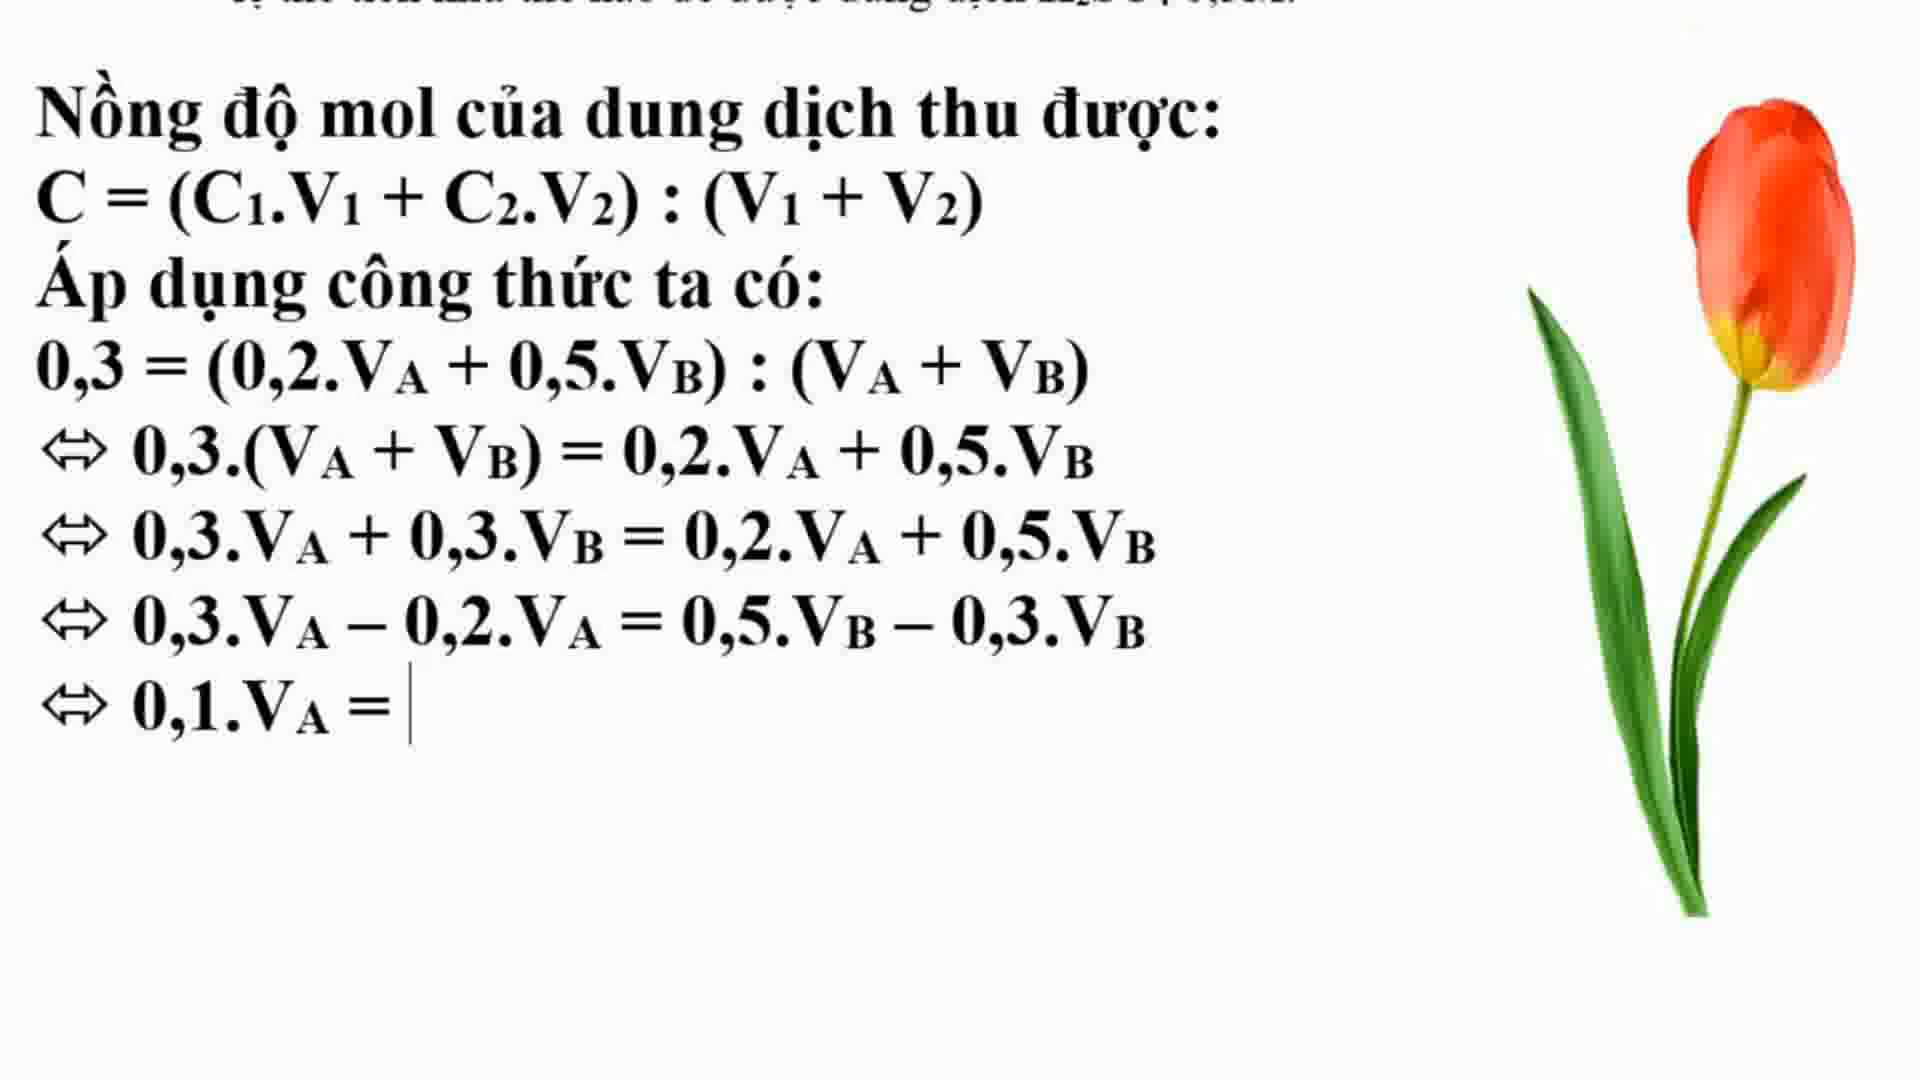 Nồng độ mol của dung dịch thu được:
C = (C₁.V₁ + C₂.V₂) : (V₁ + V₂)
Áp dụng công thức ta có:
0,3 = (0,2.VA + 0,5.VB) : (VA + VB)
⬄ 0,3.(VA + VB) = 0,2.VA + 0,5.VB
⬄ 0,3.VA + 0,3.VB = 0,2.VA + 0,5.VB
⬄ 0,3.VA – 0,2.VA = 0,5.VB – 0,3.VB
⬄ 0,1.VA =